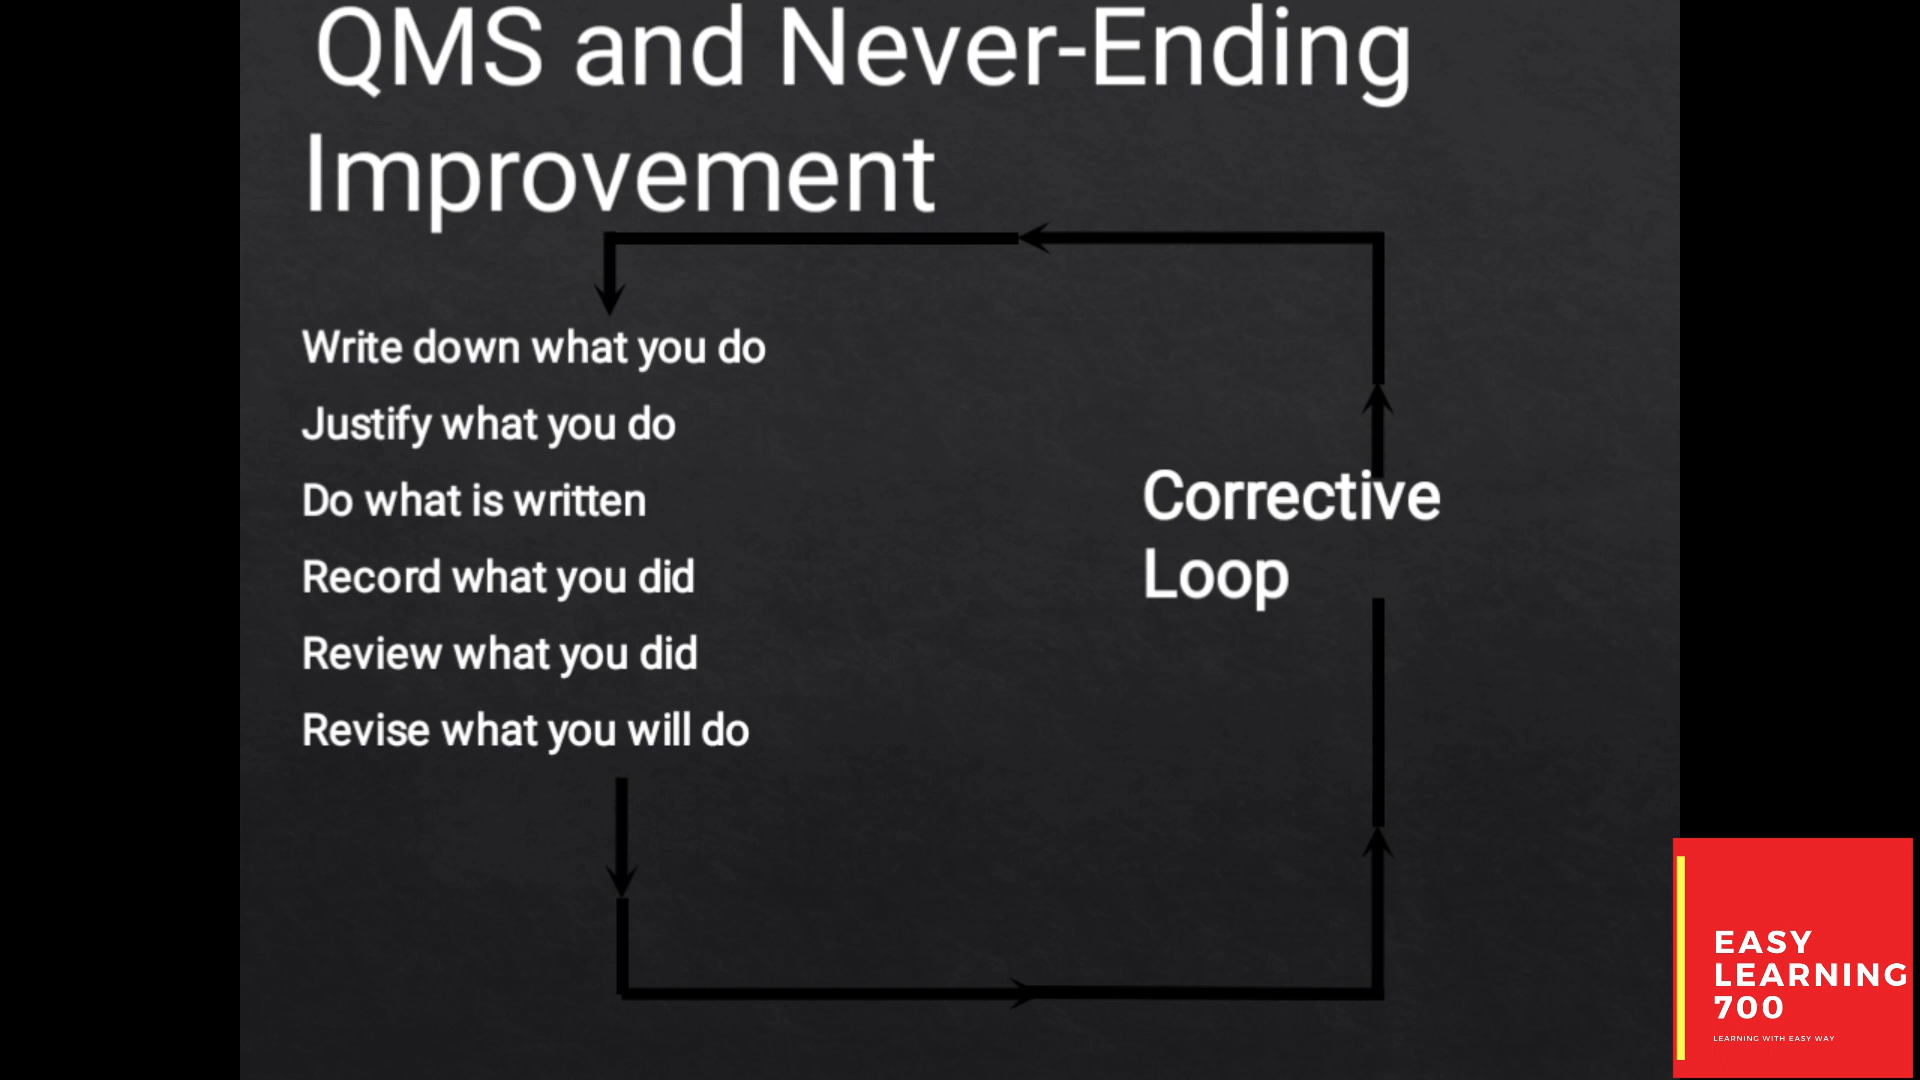 QMS and Never-Ending
Improvement
Write down what you do
Justify what you do
Do what is written
Record what you did
Review what you did
Revise what you will do
Corrective
Loop
EASY
LEARNING
700
LEARNING WITH EASY WAY